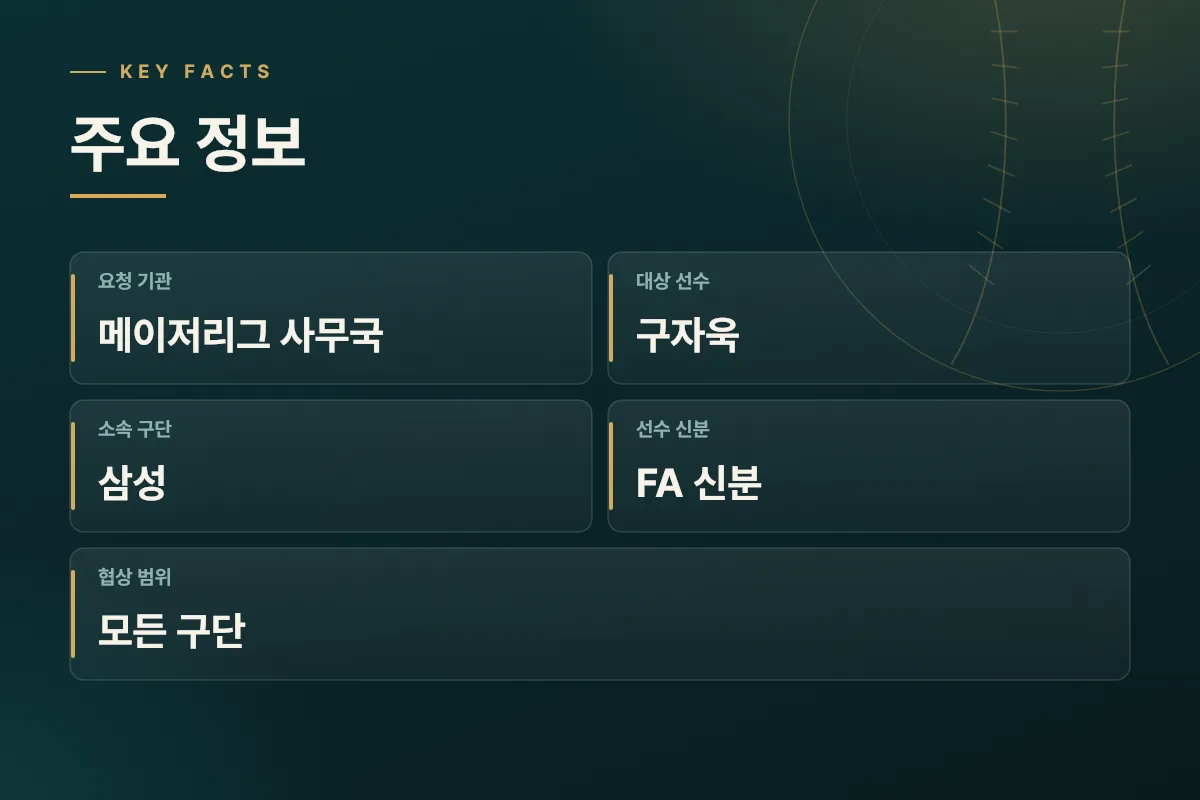 KEY FACTS
주요 정보
요청 기관
메이저리그 사무국
대상 선수
구자욱
소속 구단
삼성
선수 신분
FA 신분
협상 범위
모든 구단